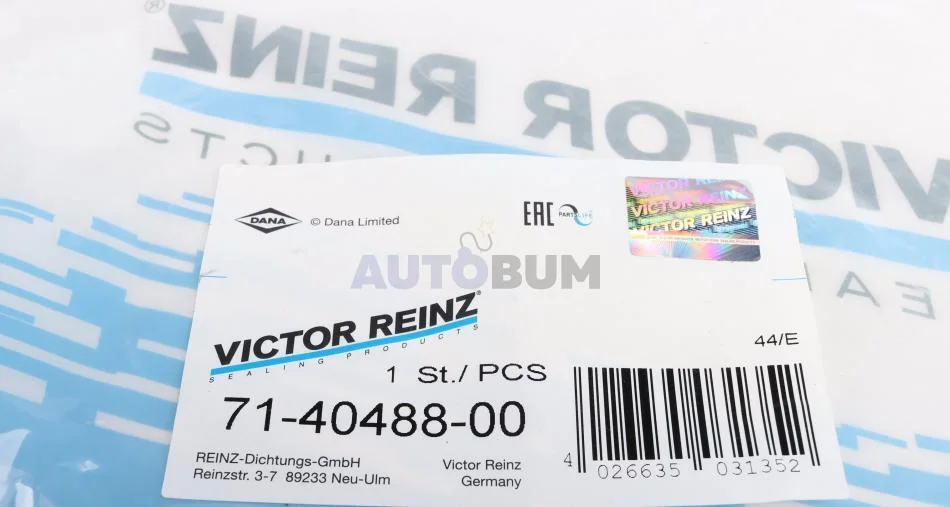 VICTOR REINZ®
PRODUCTS
DANA © Dana Limited
EAC PARTSLIFE
VICTOR REINZ
VICTOR REINZ
VICTOR REINZ
AUTOBUM
VICTOR REINZ®
SEALING PRODUCTS
44/E
1 St./ PCS
71-40488-00
REINZ-Dichtungs-GmbH
Reinzstr. 3-7 89233 Neu-Ulm
Victor Reinz
Germany
4 026635 031352